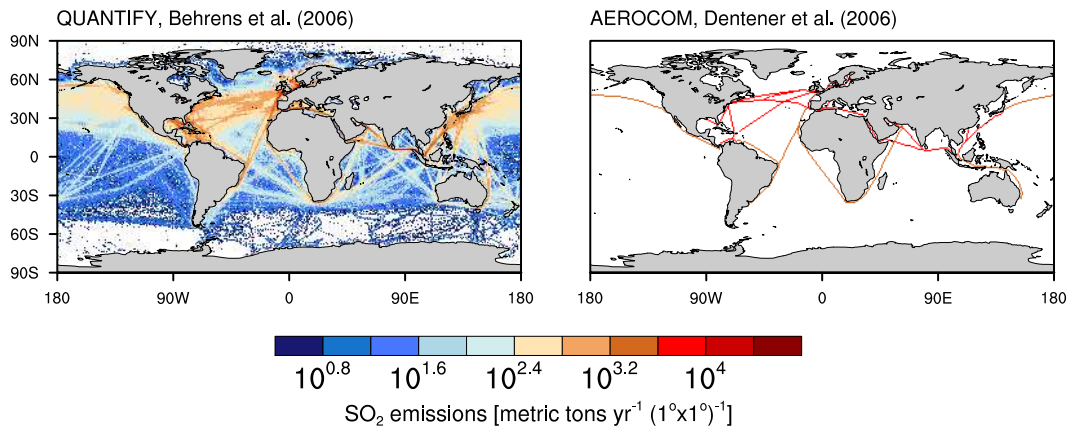 QUANTIFY, Behrens et al. (2006)
AEROCOM, Dentener et al. (2006)
90N
60N
30N
0
30S
60S
90S
180 90W 0 90E 180
180 90W 0 90E 180
10^0.8 10^1.6 10^2.4 10^3.2 10^4
SO₂ emissions [metric tons yr⁻¹ (1°x1°)⁻¹]